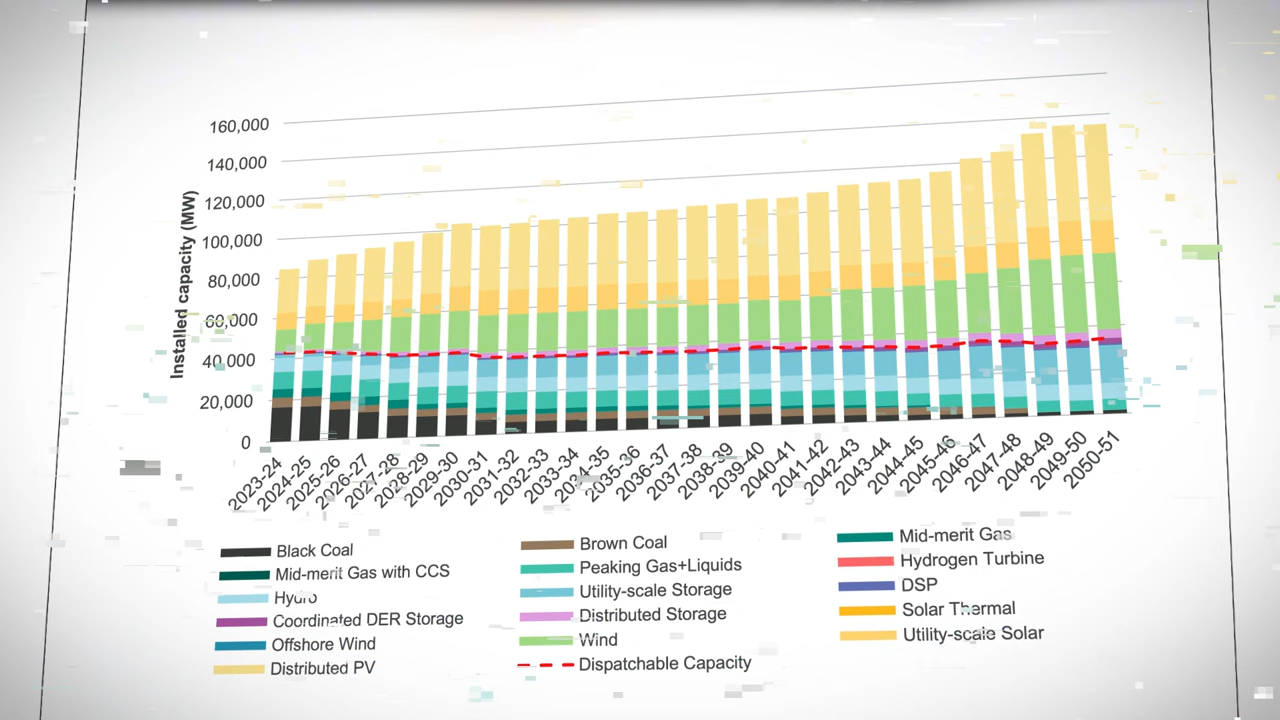 160,000
140,000
120,000
100,000
80,000
60,000
40,000
20,000
0
Installed capacity (MW)
2023-24
2024-25
2025-26
2026-27
2027-28
2028-29
2029-30
2030-31
2031-32
2032-33
2033-34
2034-35
2035-36
2036-37
2037-38
2038-39
2039-40
2040-41
2041-42
2042-43
2043-44
2044-45
2045-46
2046-47
2047-48
2048-49
2049-50
2050-51
Black Coal
Brown Coal
Mid-merit Gas
Mid-merit Gas with CCS
Peaking Gas+Liquids
Hydrogen Turbine
Hydro
Utility-scale Storage
DSP
Coordinated DER Storage
Distributed Storage
Solar Thermal
Offshore Wind
Wind
Utility-scale Solar
Distributed PV
Dispatchable Capacity